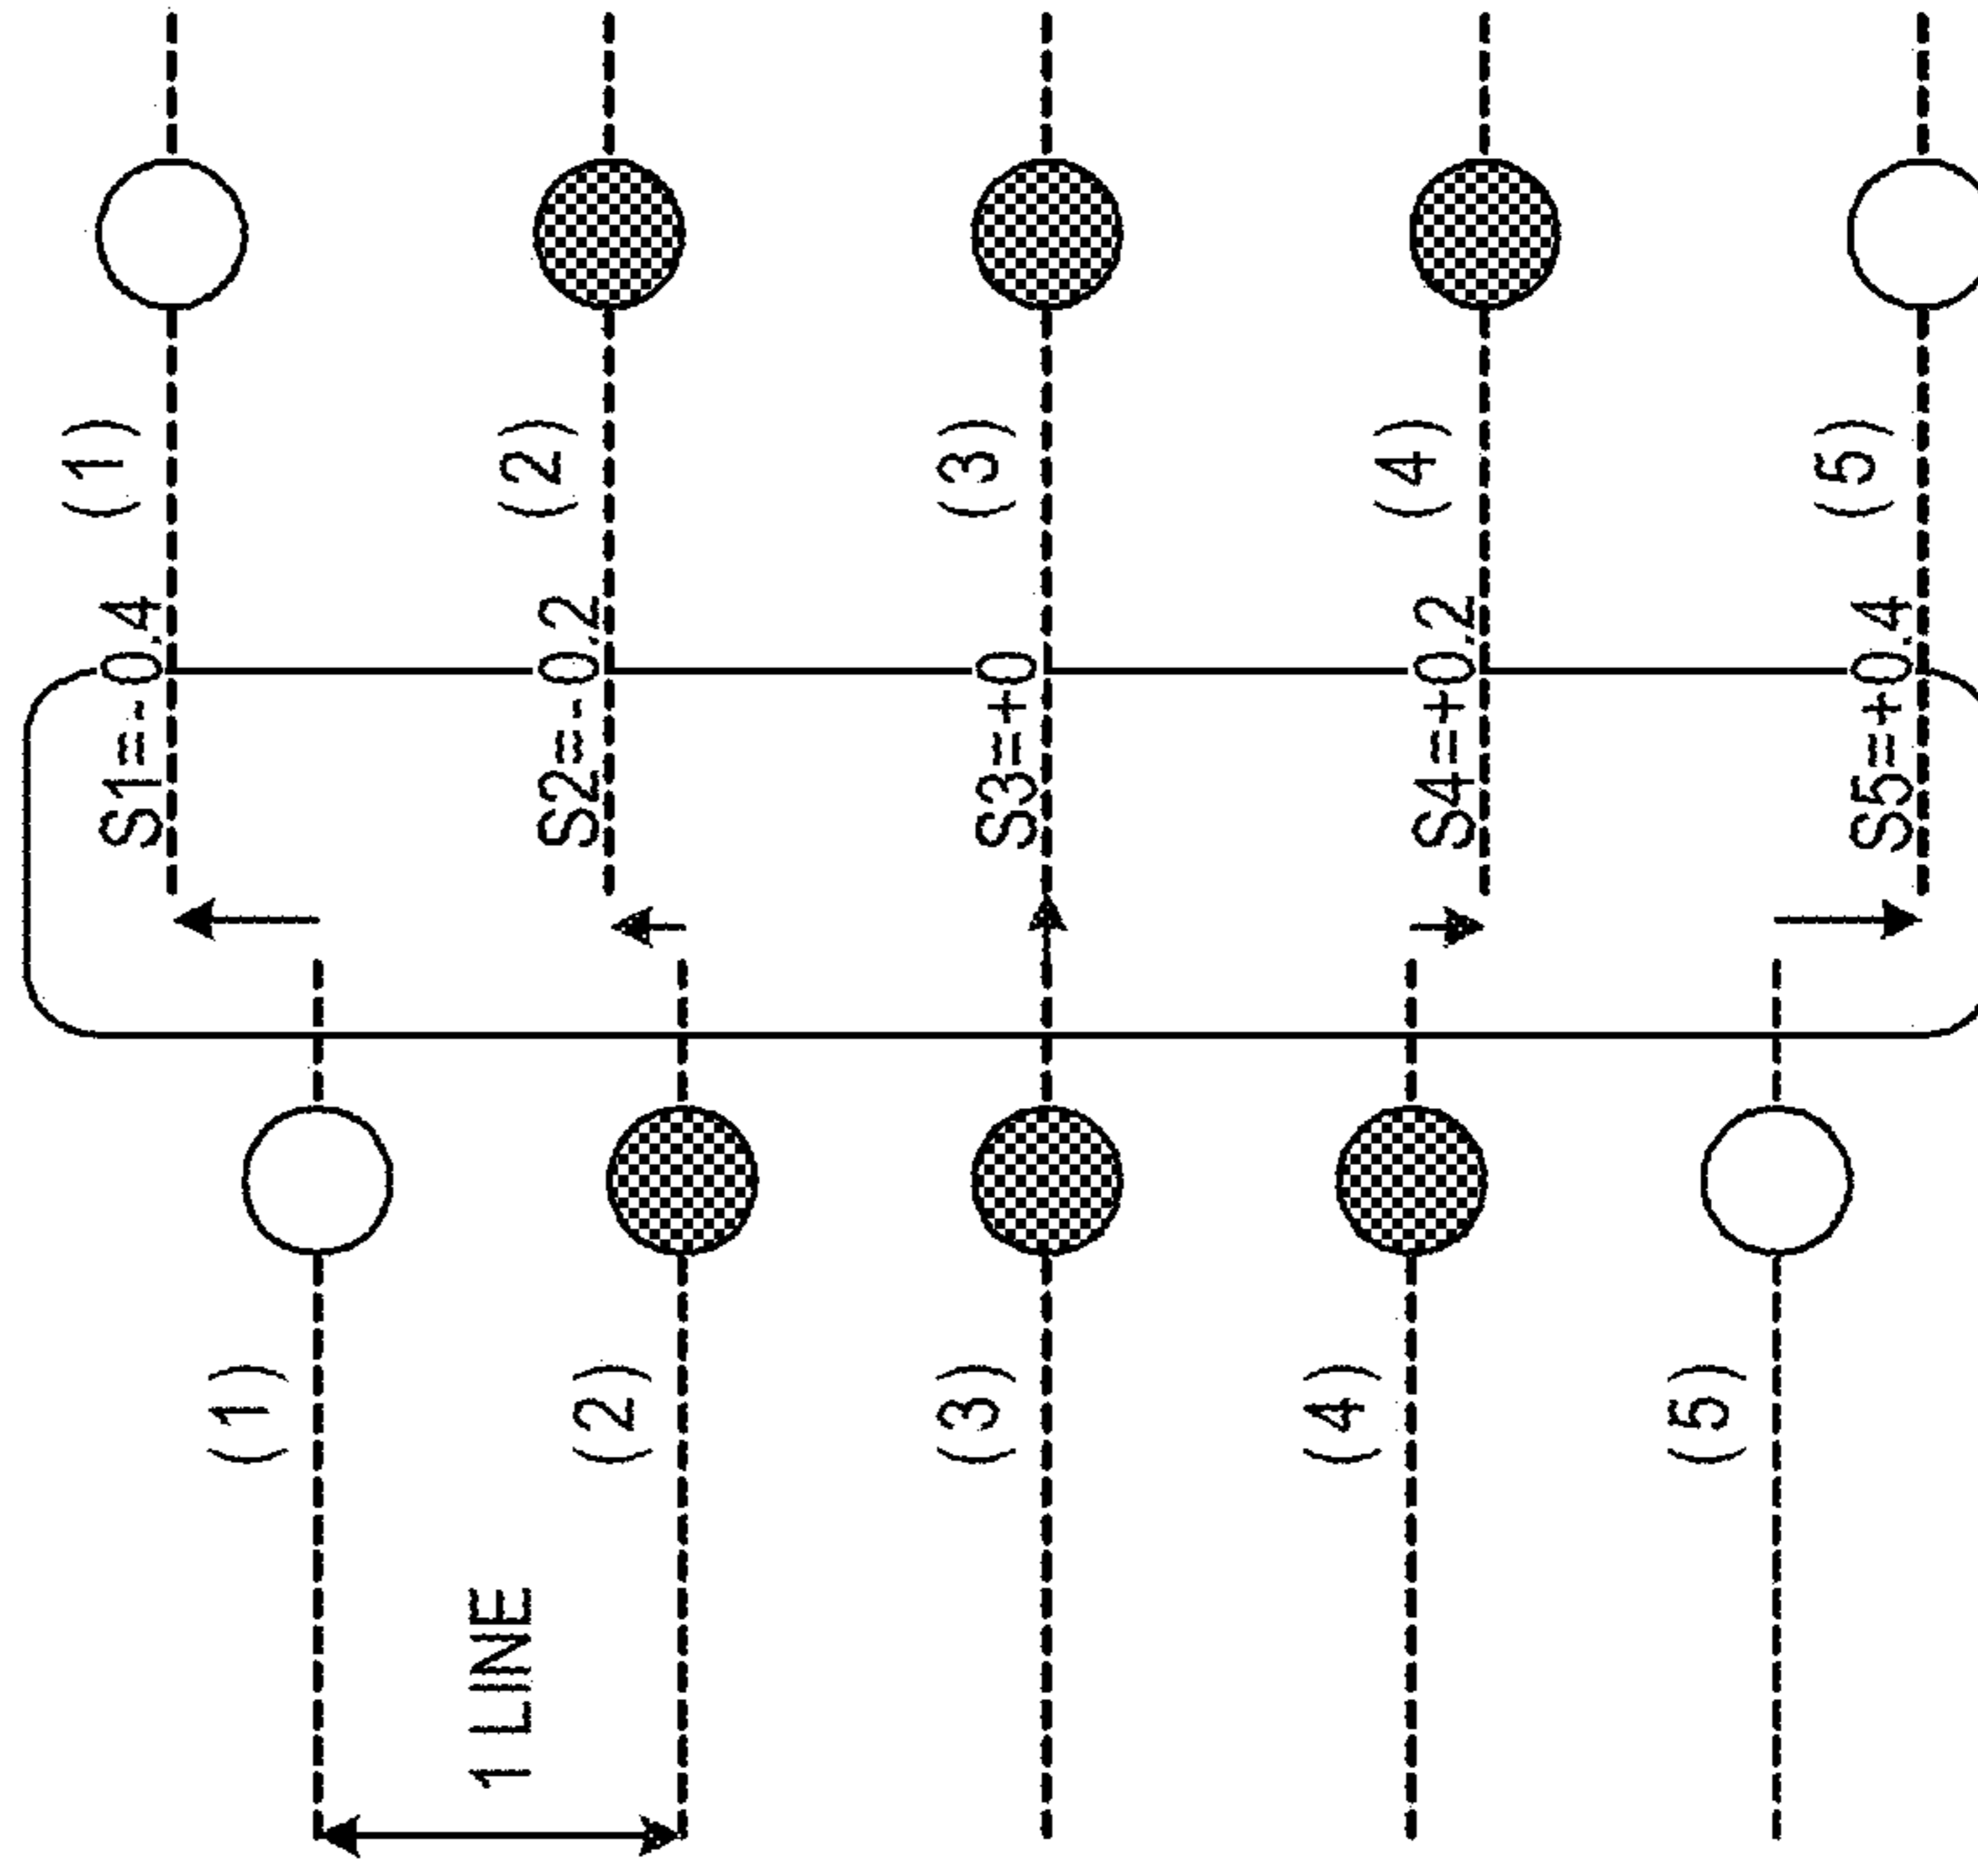 (1)
S1=-0.4
(1)
1 LINE
(2)
S2=-0.2
(2)
(3)
S3=+0
(3)
(4)
S4=+0.2
(4)
(5)
S5=+0.4
(5)